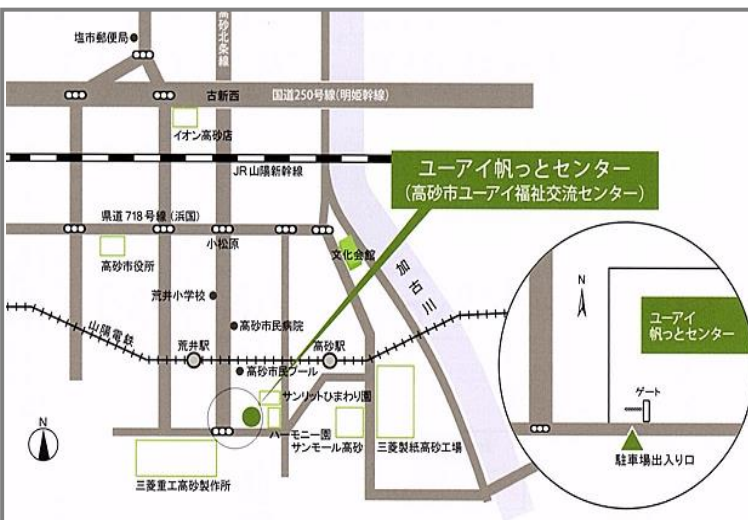 塩市郵便局
高砂北条線
古新西
国道250号線(明姫幹線)
イオン高砂店
JR山陽新幹線
ユーアイ帆っとセンター
(高砂市ユーアイ福祉交流センター)
県道718号線(浜国)
小松原
高砂市役所
文化会館
加古川
荒井小学校
山陽電鉄
荒井駅
高砂市民病院
高砂駅
高砂市民プール
サンリットひまわり園
ハーモニー園
サンモール高砂
三菱製紙高砂工場
三菱重工高砂製作所
N
N
ユーアイ
帆っとセンター
ゲート
駐車場出入り口